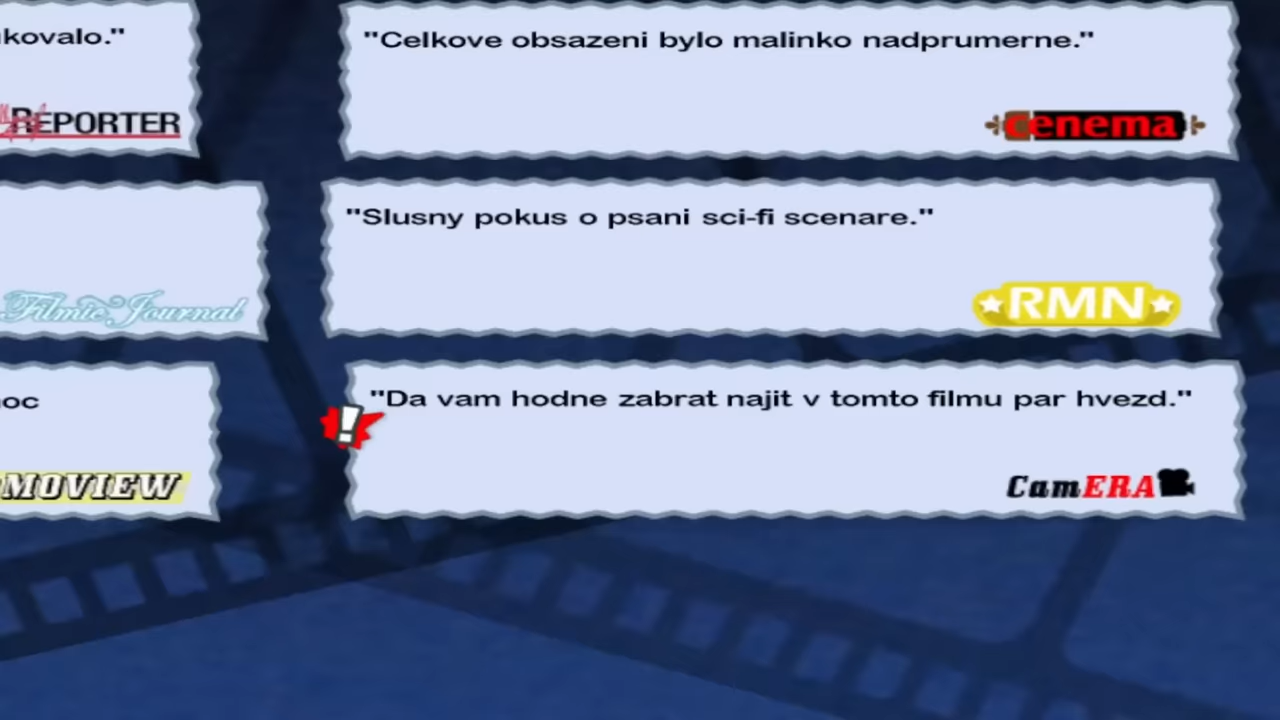 kovalo."
REPORTER
"Celkove obsazeni bylo malinko nadprumerne."
cenema
Filmic Journal
"Slusny pokus o psani sci-fi scenare."
RMN
oc
MOVIEW
"Da vam hodne zabrat najit v tomto filmu par hvezd."
CamERA